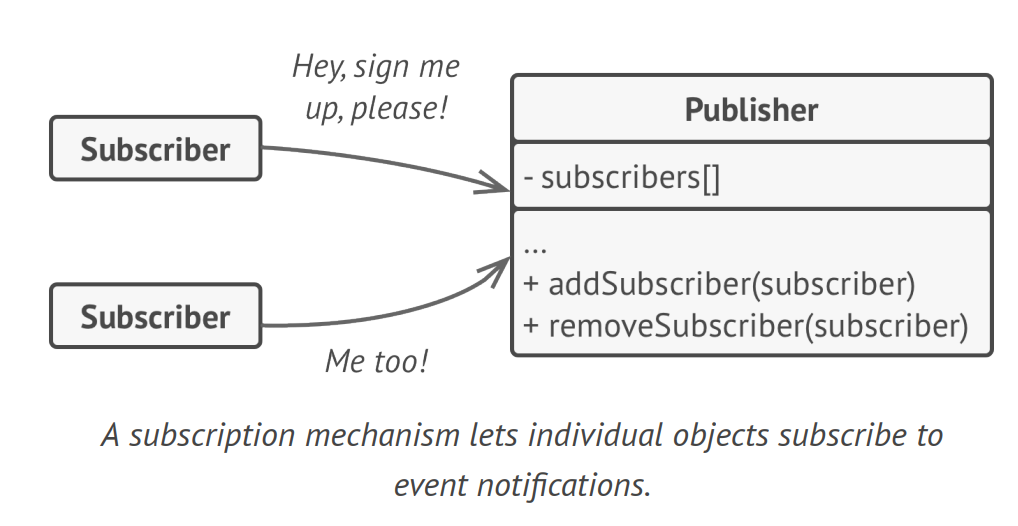 Hey, sign me
up, please!
Subscriber
Publisher
- subscribers[]
...
+ addSubscriber(subscriber)
+ removeSubscriber(subscriber)
Subscriber
Me too!
A subscription mechanism lets individual objects subscribe to
event notifications.